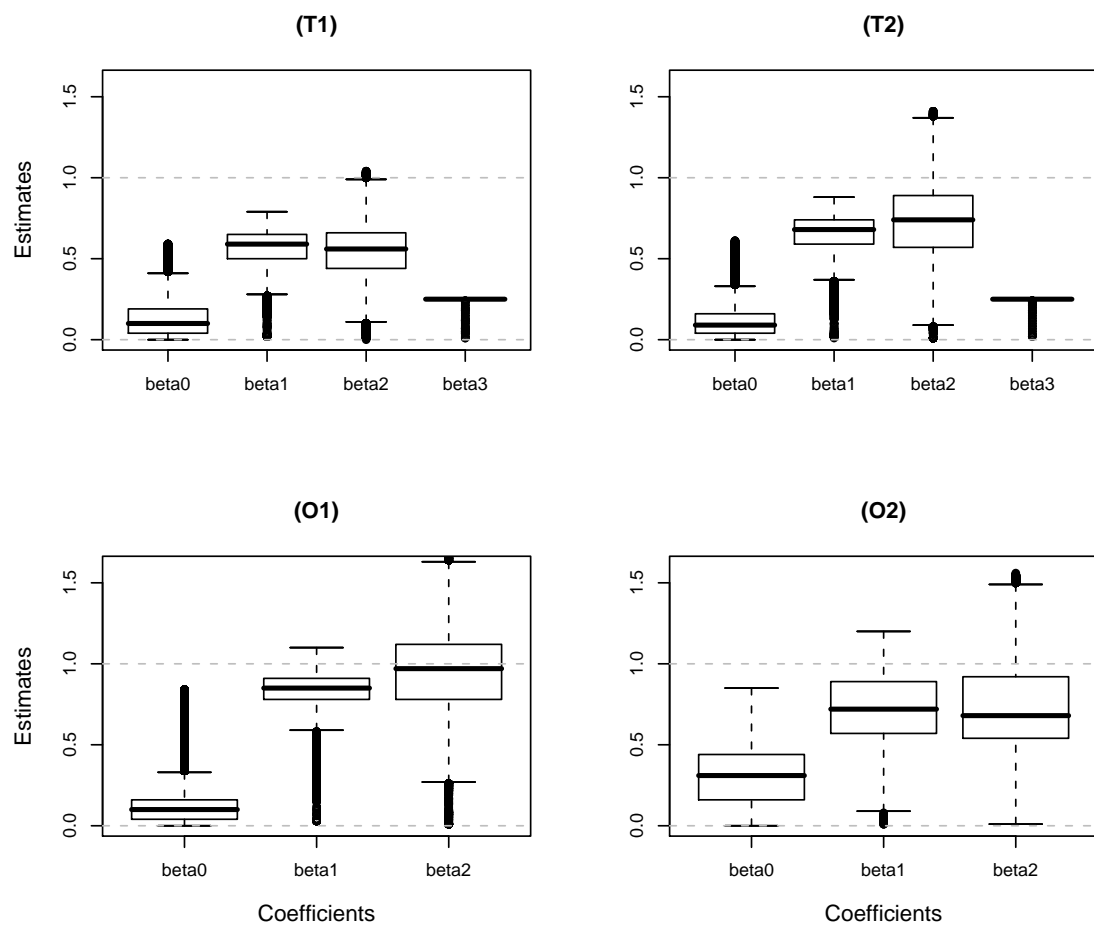 (T1)
Estimates
0.0 0.5 1.0 1.5
beta0 beta1 beta2 beta3
(T2)
0.0 0.5 1.0 1.5
beta0 beta1 beta2 beta3
(O1)
Estimates
0.0 0.5 1.0 1.5
beta0 beta1 beta2
Coefficients
(O2)
0.0 0.5 1.0 1.5
beta0 beta1 beta2
Coefficients